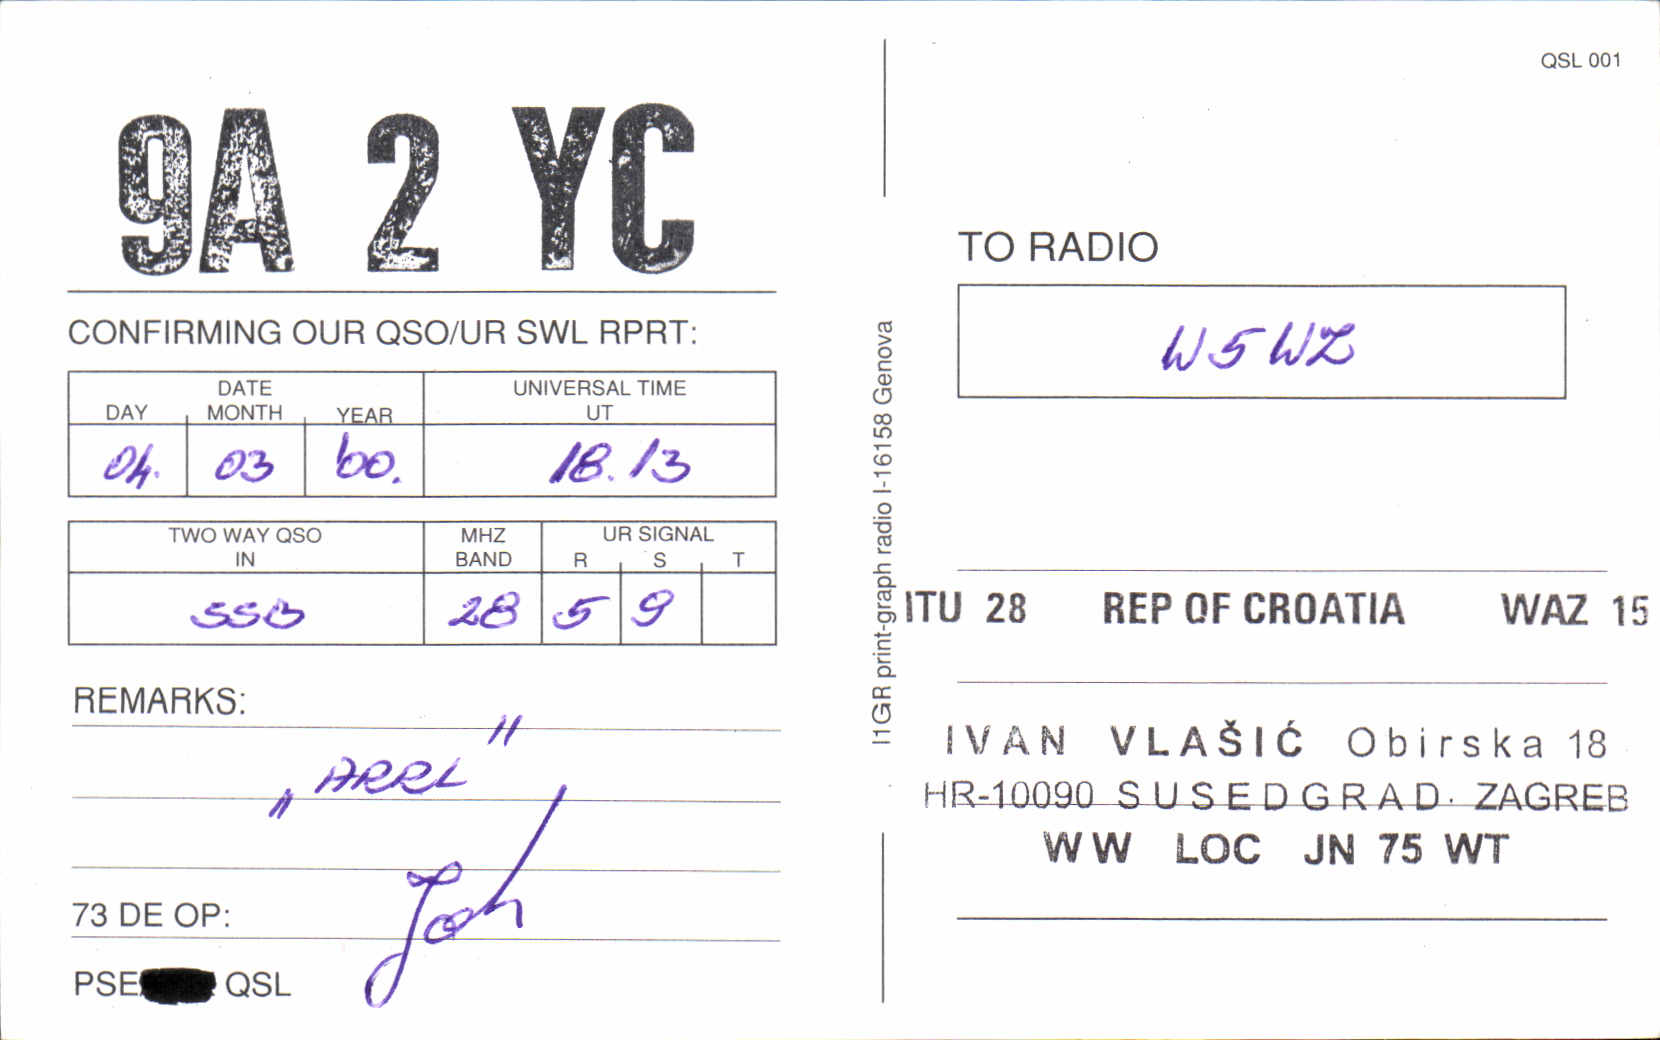 9A 2 YC
CONFIRMING OUR QSO/UR SWL RPRT:
DATE
DAY MONTH YEAR
UNIVERSAL TIME
UT
04. 03 00. 18.13
TWO WAY QSO
IN
MHZ
BAND
UR SIGNAL
R S T
SSB 28 5 9
REMARKS:
„ARRL"
73 DE OP:
PSE QSL
I1GR print-graph radio I-16158 Genova
QSL 001
TO RADIO
W5WZ
ITU 28 REP OF CROATIA WAZ 15
IVAN VLAŠIĆ Obirska 18
HR-10090 SUSEDGRAD. ZAGREB
WW LOC JN 75 WT